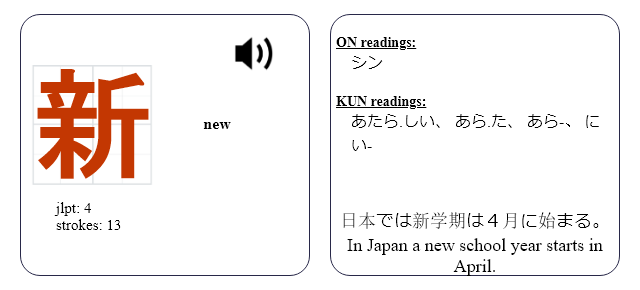 新
new
jlpt: 4
strokes: 13
ON readings:
シン
KUN readings:
あたら.しい、 あら.た、 あら-、 に
い-
日本では新学期は４月に始まる。
In Japan a new school year starts in
April.